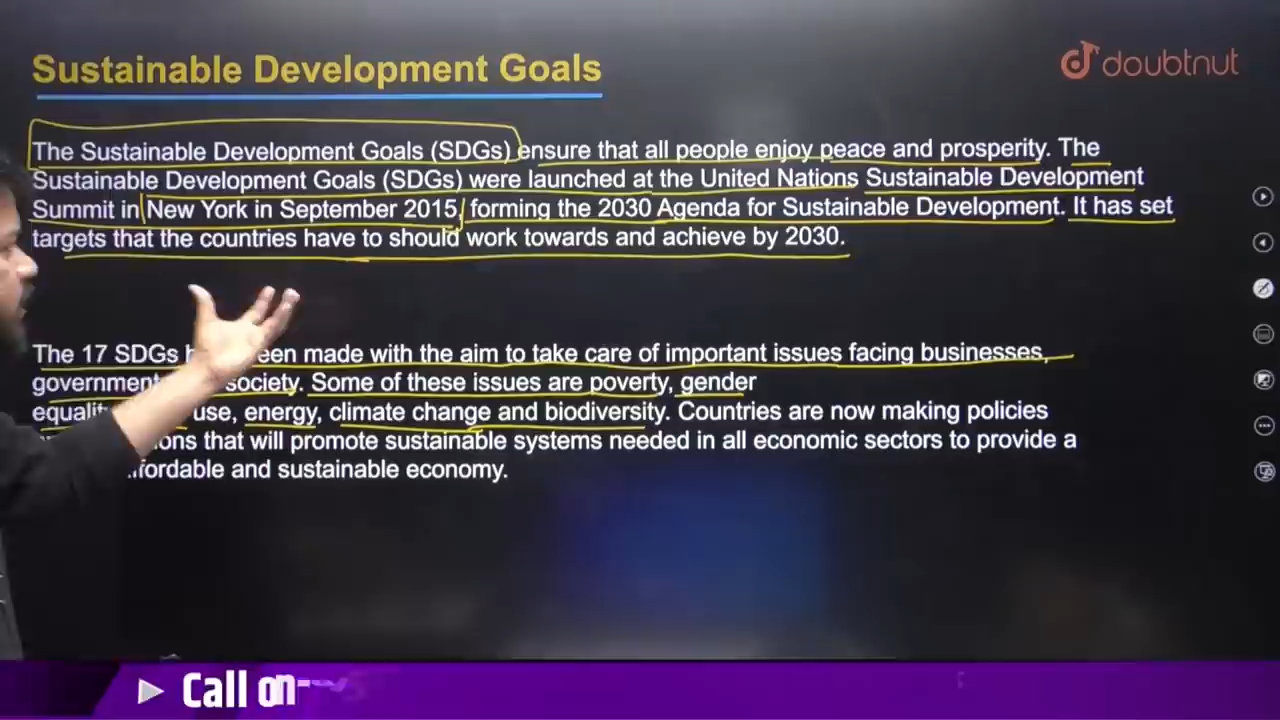 Sustainable Development Goals
doubtnut
The Sustainable Development Goals (SDGs) ensure that all people enjoy peace and prosperity. The
Sustainable Development Goals (SDGs) were launched at the United Nations Sustainable Development
Summit in New York in September 2015, forming the 2030 Agenda for Sustainable Development. It has set
targets that the countries have to should work towards and achieve by 2030.
The 17 SDGs been made with the aim to take care of important issues facing businesses,
society. Some of these issues are poverty, gender
use, energy, climate change and biodiversity. Countries are now making policies
that will promote sustainable systems needed in all economic sectors to provide a
and sustainable economy.
Call on-